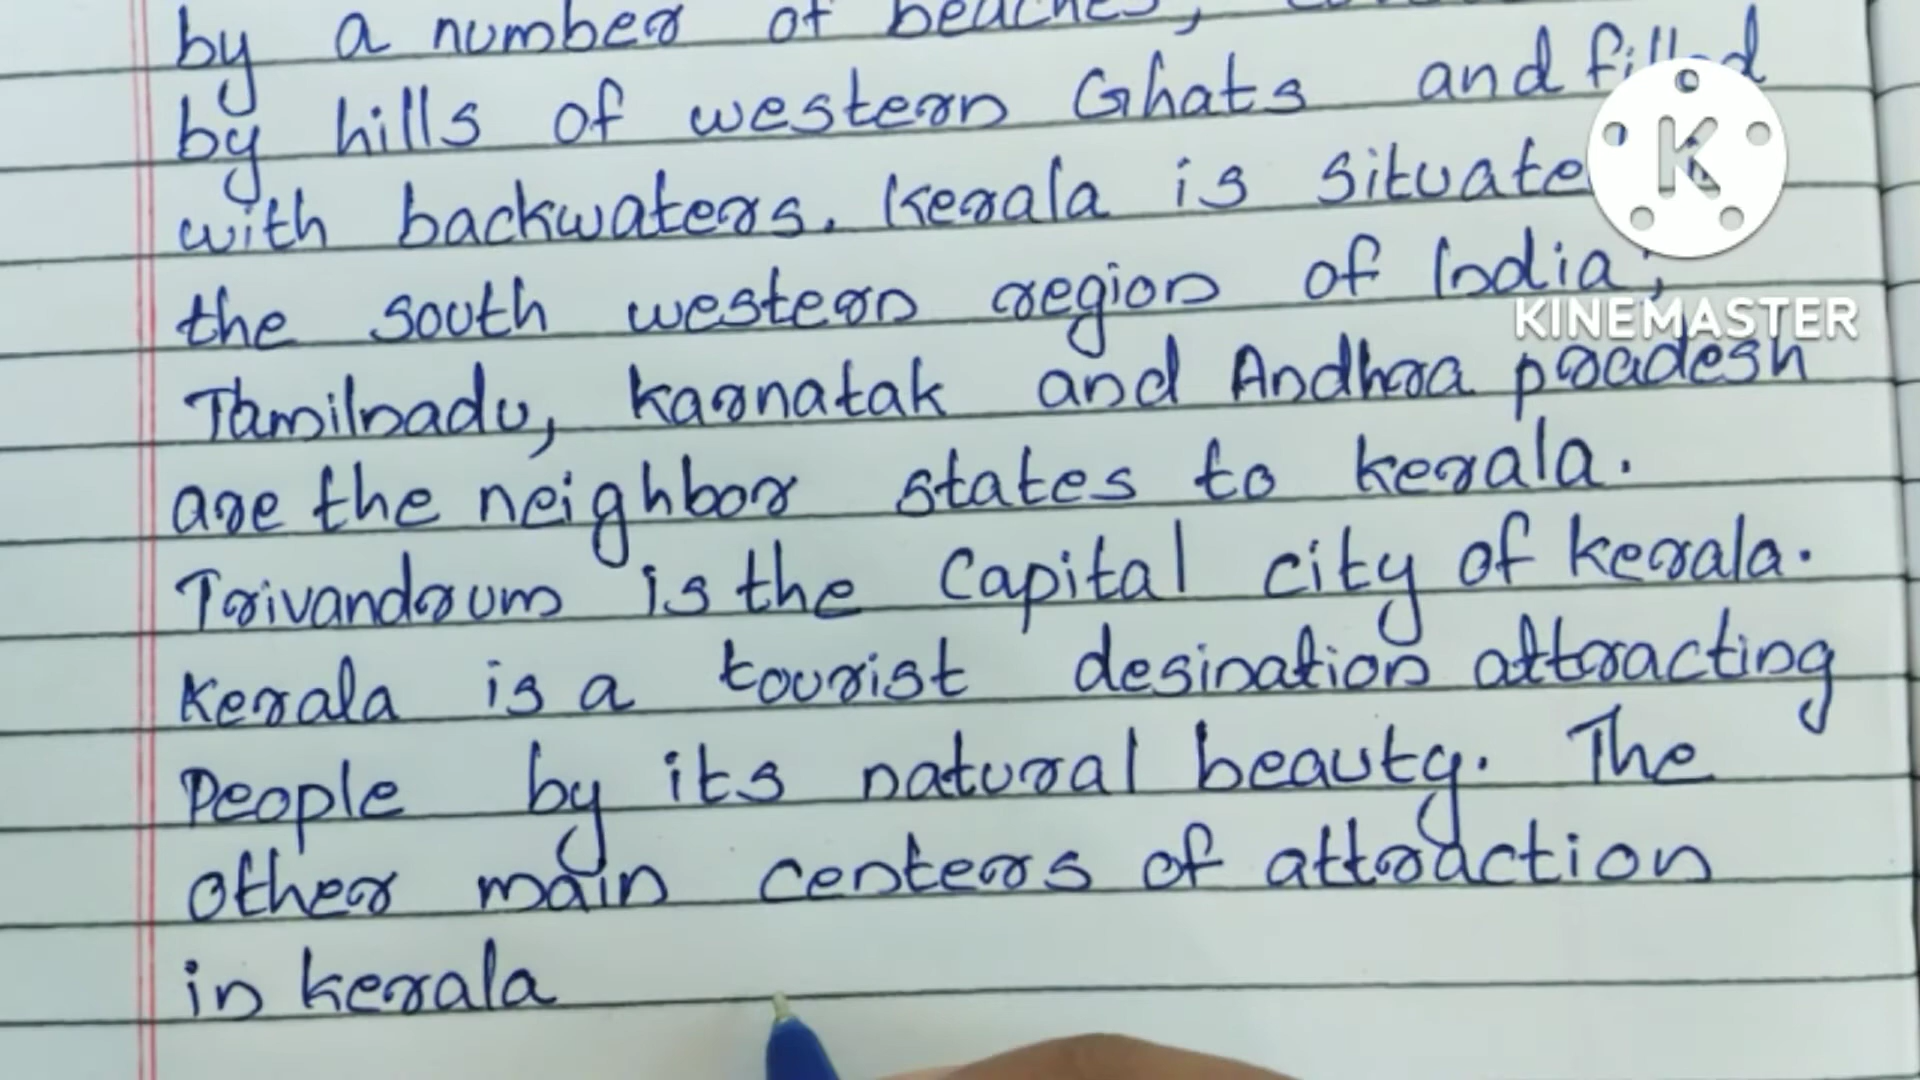 by a number of beaches,
by hills of western Ghats and filled
with backwaters. Kerala is situate
the south western region of India;
Tamilnadu, karnatak and Andhra pradesh
are the neighbor states to kerala.
Trivandrum is the Capital city of kerala.
Kerala is a tourist desination attracting
People by its natural beauty. The
other main centers of attraction
in kerala
K
KINEMASTER